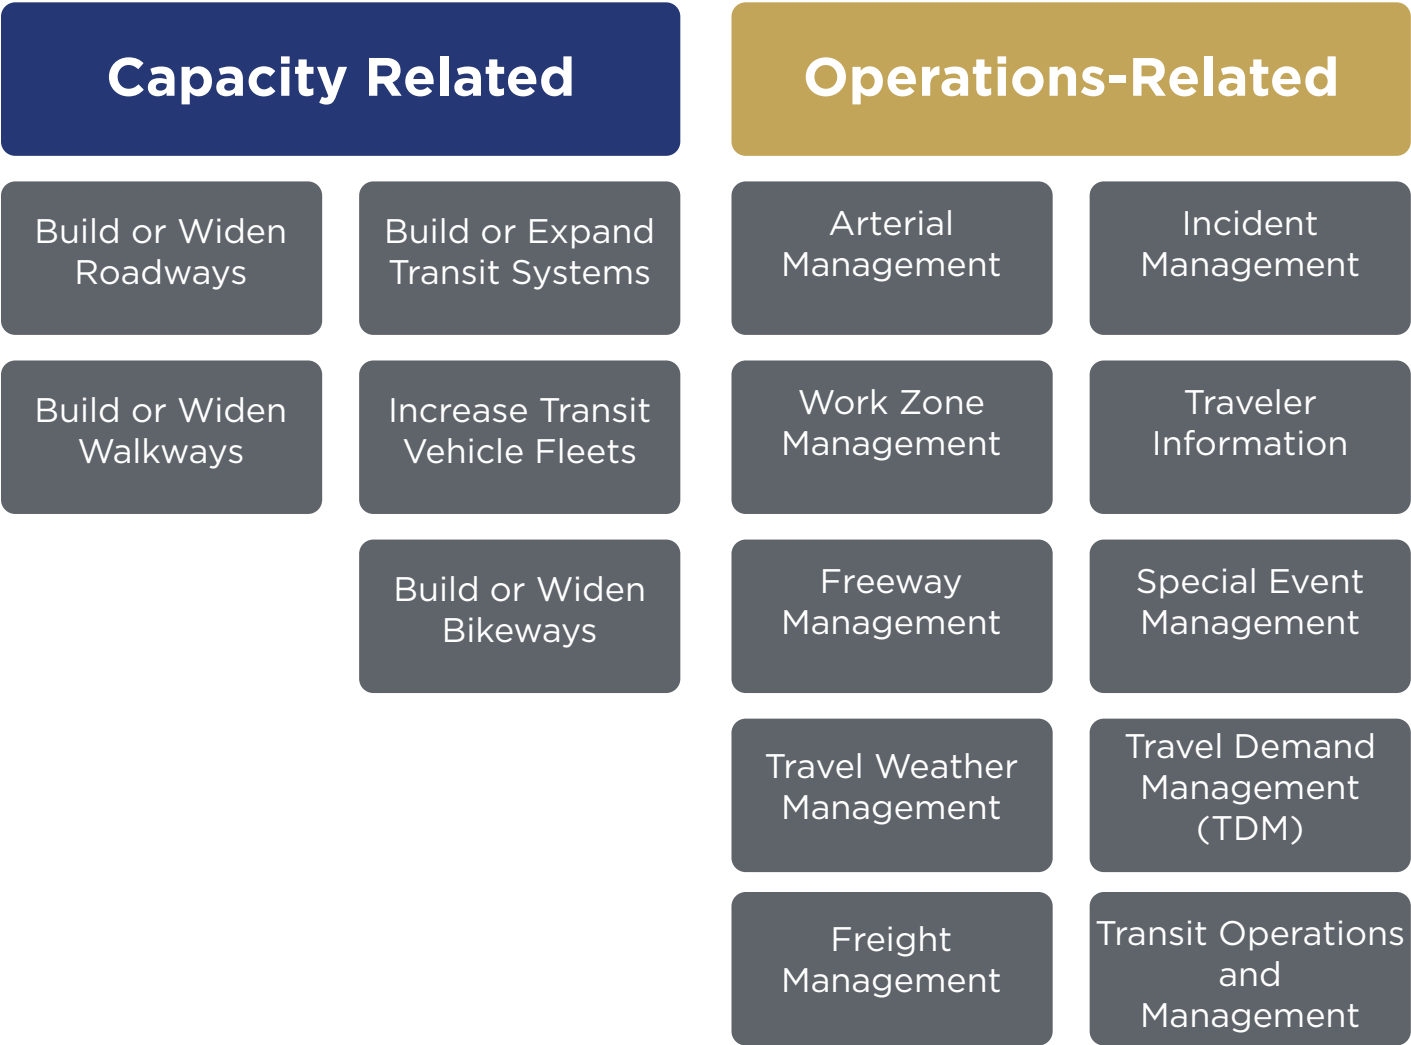 Capacity Related
Build or Widen
Roadways
Build or Expand
Transit Systems
Build or Widen
Walkways
Increase Transit
Vehicle Fleets
Build or Widen
Bikeways
Operations-Related
Arterial
Management
Incident
Management
Work Zone
Management
Traveler
Information
Freeway
Management
Special Event
Management
Travel Weather
Management
Travel Demand
Management
(TDM)
Freight
Management
Transit Operations
and
Management